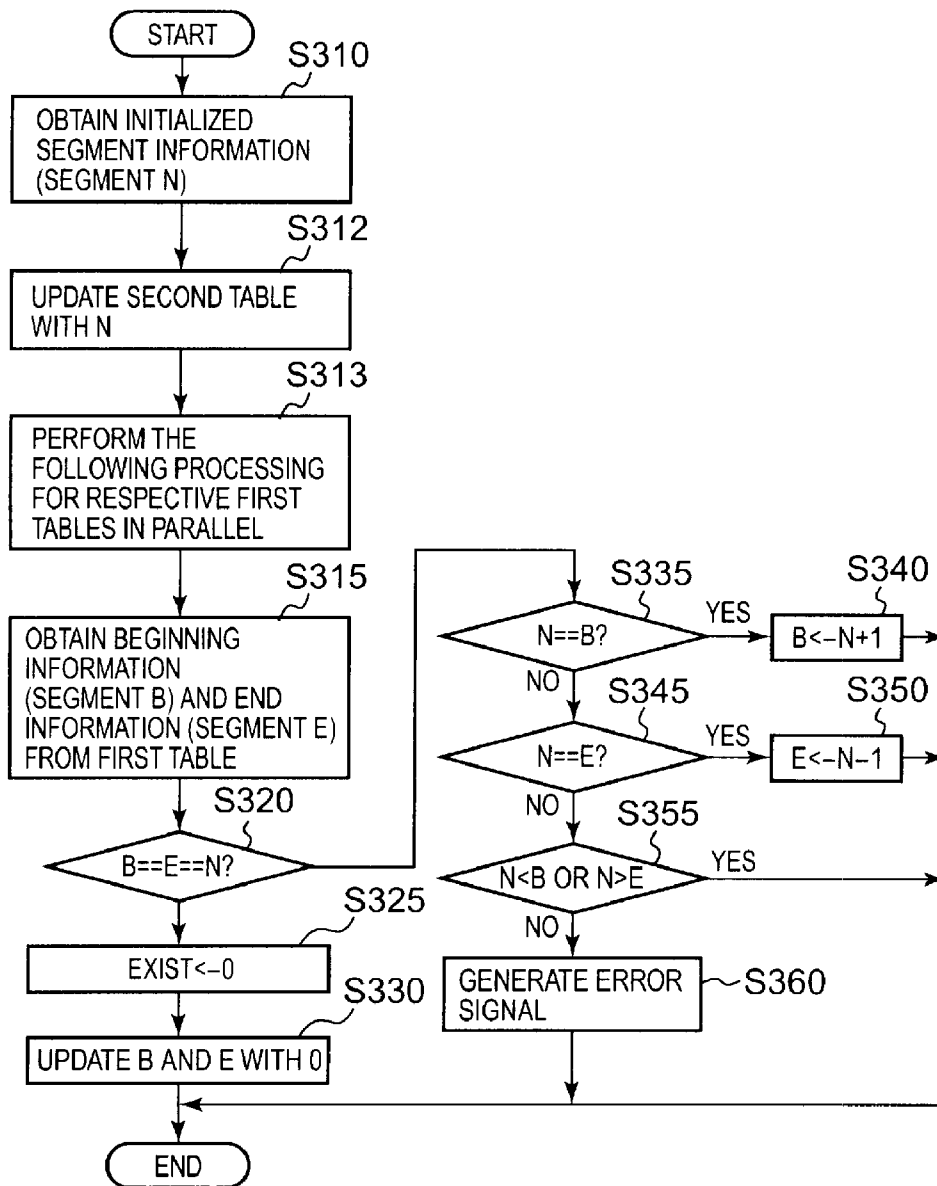 START
S310
OBTAIN INITIALIZED
SEGMENT INFORMATION
(SEGMENT N)
S312
UPDATE SECOND TABLE
WITH N
S313
PERFORM THE
FOLLOWING PROCESSING
FOR RESPECTIVE FIRST
TABLES IN PARALLEL
S315
OBTAIN BEGINNING
INFORMATION
(SEGMENT B) AND END
INFORMATION (SEGMENT E)
FROM FIRST TABLE
S320
B==E==N?
S325
EXIST<-0
S330
UPDATE B AND E WITH 0
END
S335
N==B?
YES
NO
S340
B<-N+1
S345
N==E?
YES
NO
S350
E<-N-1
S355
N<B OR N>E
YES
NO
GENERATE ERROR
SIGNAL
S360